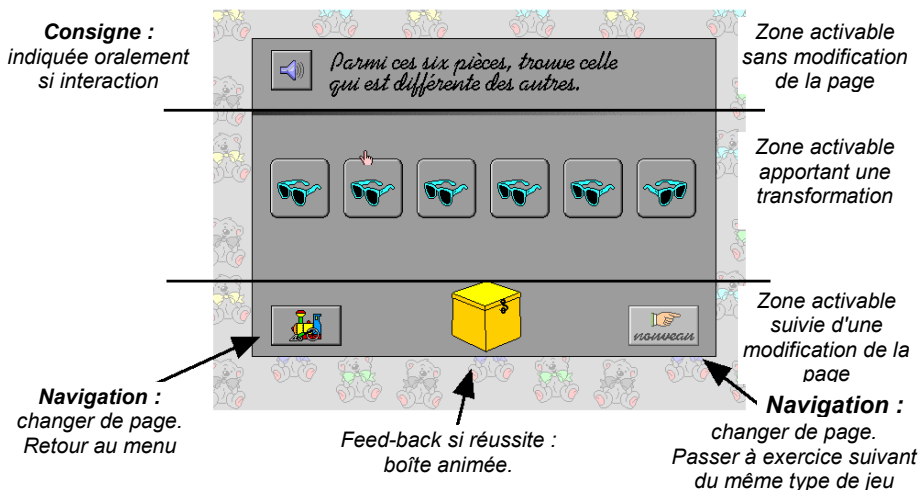 Consigne :
indiquée oralement
si interaction
Zone activable
sans modification
de la page
Parmi ces six pièces, trouve celle
qui est différente des autres.
Zone activable
apportant une
transformation
Zone activable
suivie d'une
modification de la
page
nouveau
Navigation :
changer de page.
Retour au menu
Feed-back si réussite :
boîte animée.
Navigation :
changer de page.
Passer à exercice suivant
du même type de jeu